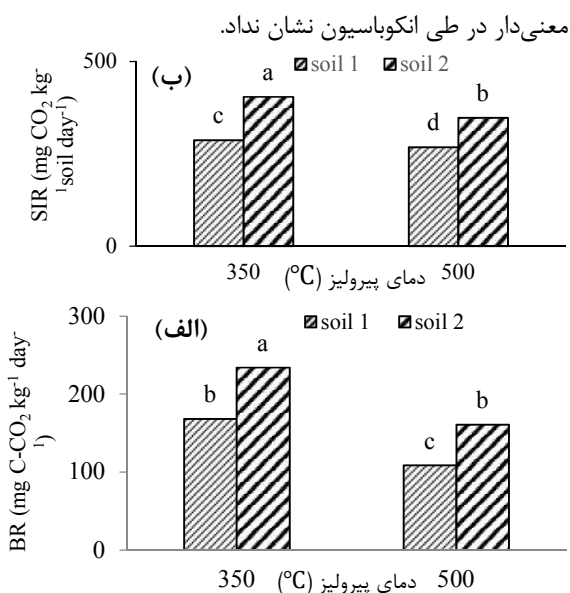 معنی‌دار در طی انکوباسیون نشان نداد.
(ب)
soil 1 soil 2
SIR (mg CO2 kg-
1soil day-1)
500
0
c a d b
350 دمای پیرولیز (°C) 500
(الف)
soil 1 soil 2
BR (mg C-CO2 kg-1 day-
1)
300
200
100
0
b a c b
350 دمای پیرولیز (°C) 500